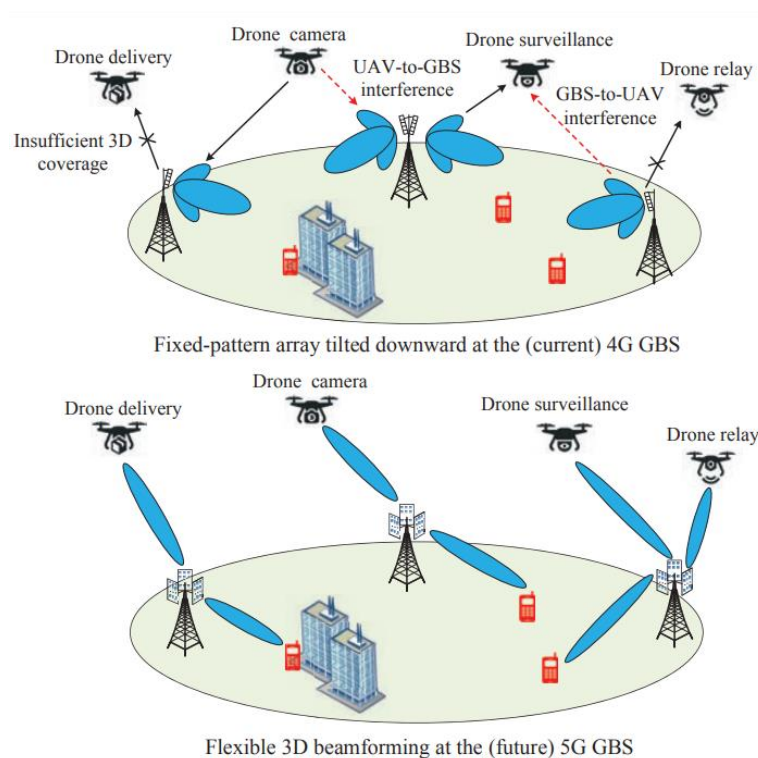 Drone delivery
Drone camera
Drone surveillance
Drone relay
UAV-to-GBS
interference
GBS-to-UAV
interference
Insufficient 3D
coverage
Fixed-pattern array tilted downward at the (current) 4G GBS
Drone delivery
Drone camera
Drone surveillance
Drone relay
Flexible 3D beamforming at the (future) 5G GBS